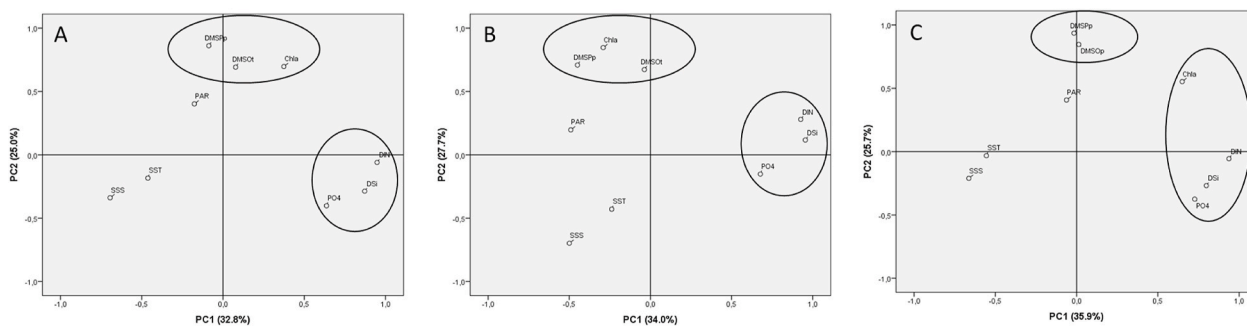 A
1,0
DMSPp
DMSOt
Chla
0,5
PAR
PC2 (25.0%)
0,0
DIN
SST
DSi
SSS
PO4
-0,5
-1,0
-1,0 -0,5 0,0 0,5 1,0
PC1 (32.8%)
B
1,0
Chla
DMSPp
DMSOt
0,5
DIN
PAR
DSi
PC2 (27.7%)
0,0
PO4
SST
-0,5
SSS
-1,0
-1,0 -0,5 0,0 0,5 1,0
PC1 (34.0%)
C
1,0
DMSPp
DMSOp
Chla
0,5
PAR
PC2 (25.7%)
0,0
SST
DIN
SSS
DSi
PO4
-0,5
-1,0
-1,0 -0,5 0,0 0,5 1,0
PC1 (35.9%)